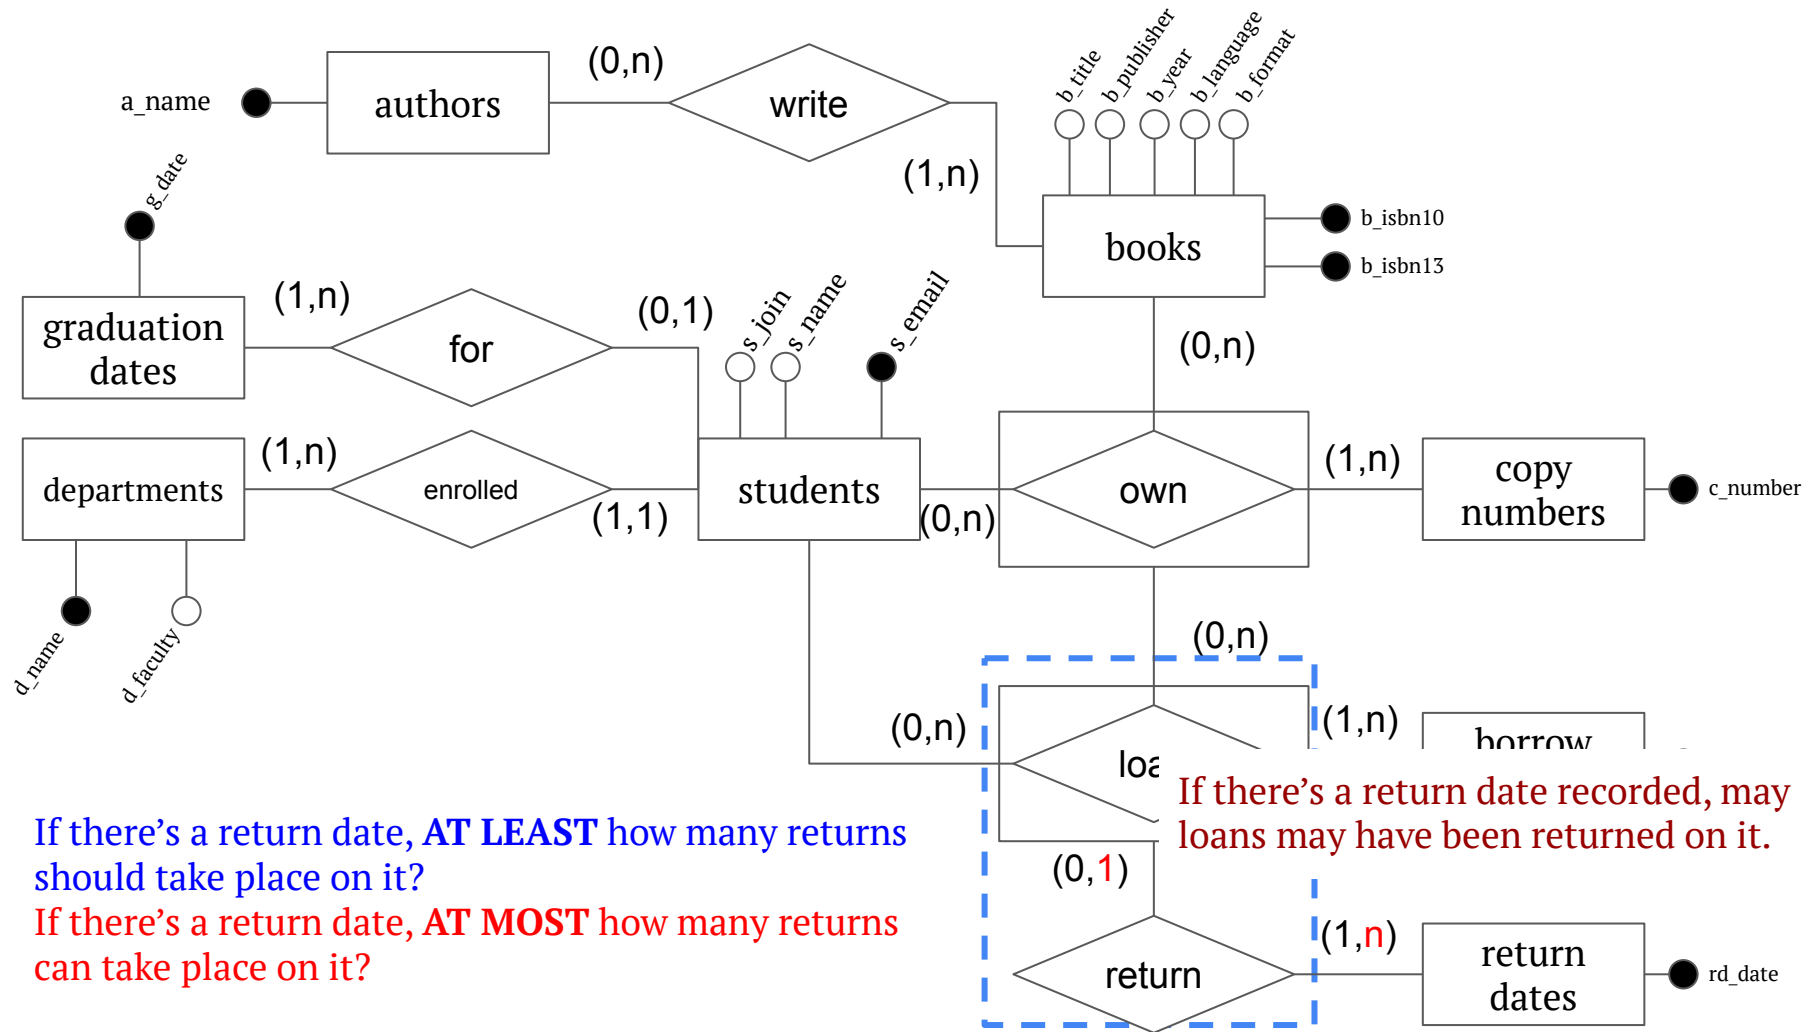 b_title
b_publisher
b_year
b_language
b_format
(0,n)
a_name
authors
write
(1,n)
g_date
b_isbn10
books
b_isbn13
s_join
s_name
s_email
(1,n)
(0,1)
graduation
dates
for
(0,n)
(1,n)
(1,n)
departments
enrolled
students
own
copy
numbers
c_number
(1,1)
(0,n)
d_name
d_faculty
(0,n)
(0,n)
(1,n)
borrow
If there's a return date recorded, may
loans may have been returned on it.
If there's a return date, AT LEAST how many returns
should take place on it?
If there's a return date, AT MOST how many returns
can take place on it?
(0,1)
(1,n)
return
return
dates
rd_date